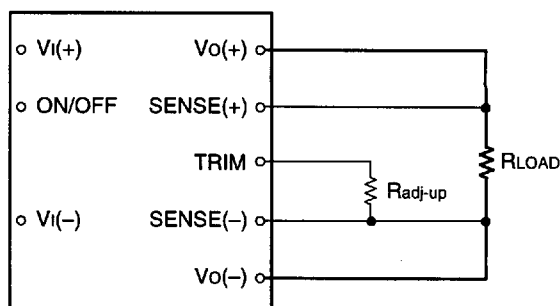 VI(+) VO(+)
ON/OFF SENSE(+)
TRIM
Radj-up
RLOAD
VI(–) SENSE(–)
VO(–)